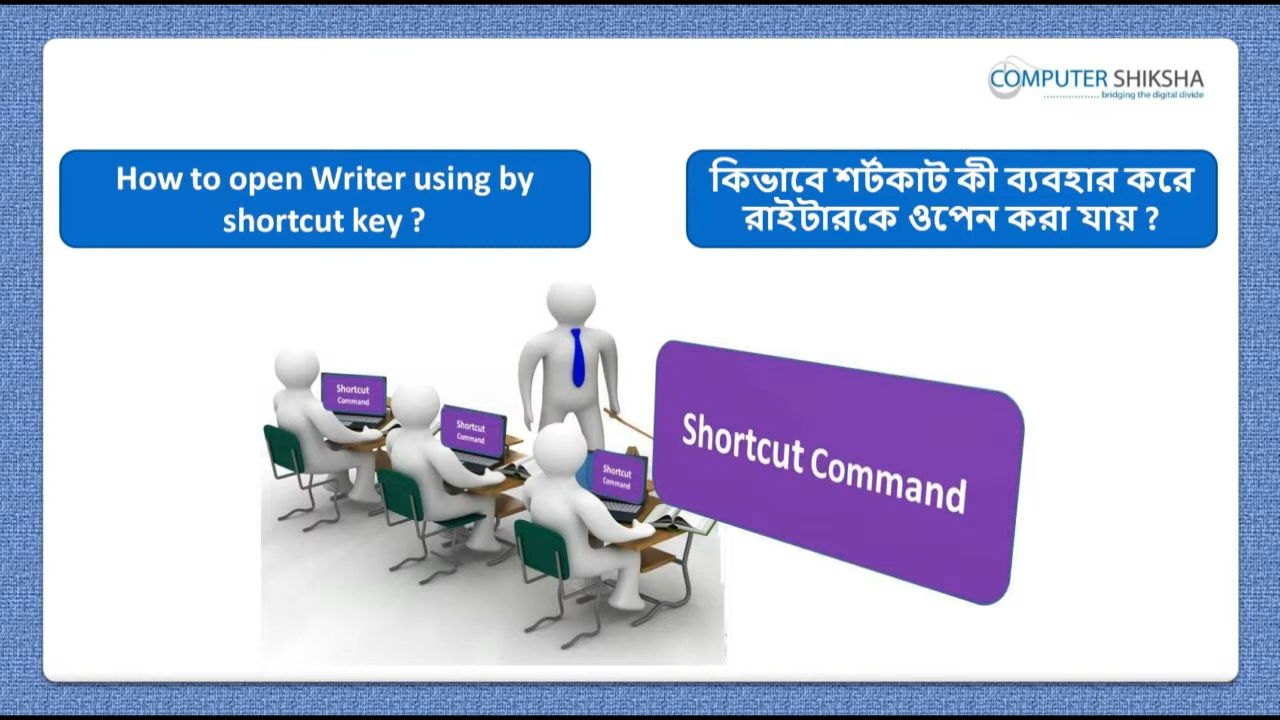 COMPUTER SHIKSHA
bridging the digital divide
How to open Writer using by
shortcut key ?
কিভাবে শর্টকাট কী ব্যবহার করে
রাইটারকে ওপেন করা যায় ?
Shortcut
Command
Shortcut
Command
Shortcut
Command
Shortcut Command